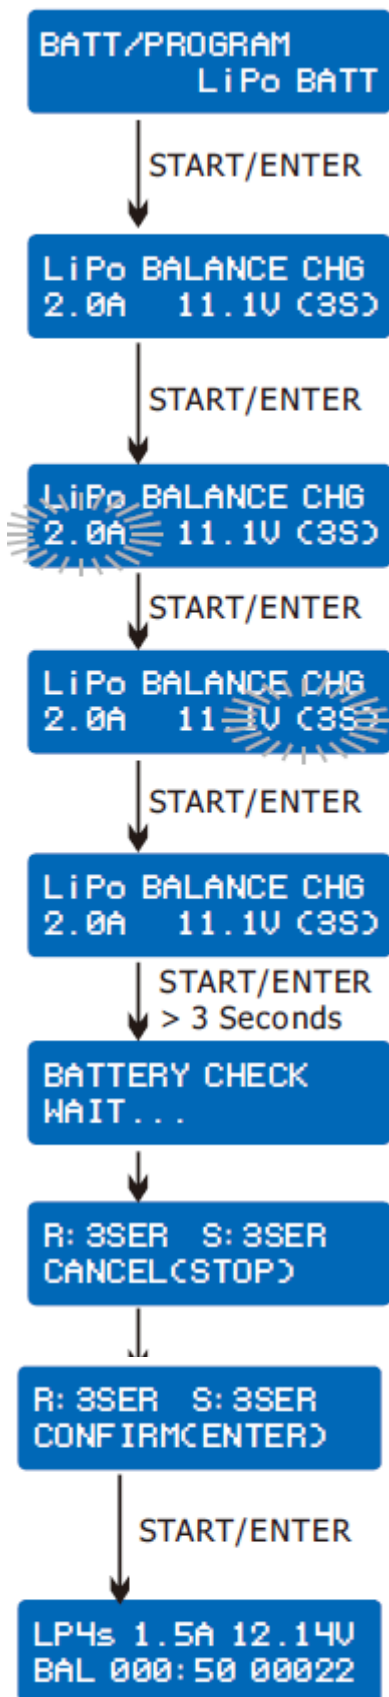 BATT/PROGRAM
LiPo BATT
START/ENTER
LiPo BALANCE CHG
2.0A 11.1V (3S)
START/ENTER
LiPo BALANCE CHG
2.0A 11.1V (3S)
START/ENTER
LiPo BALANCE CHG
2.0A 11.1V (3S)
START/ENTER
LiPo BALANCE CHG
2.0A 11.1V (3S)
START/ENTER
> 3 Seconds
BATTERY CHECK
WAIT...
R: 3SER S: 3SER
CANCEL(STOP)
R: 3SER S: 3SER
CONFIRM(ENTER)
START/ENTER
LP4s 1.5A 12.14V
BAL 000:50 00022